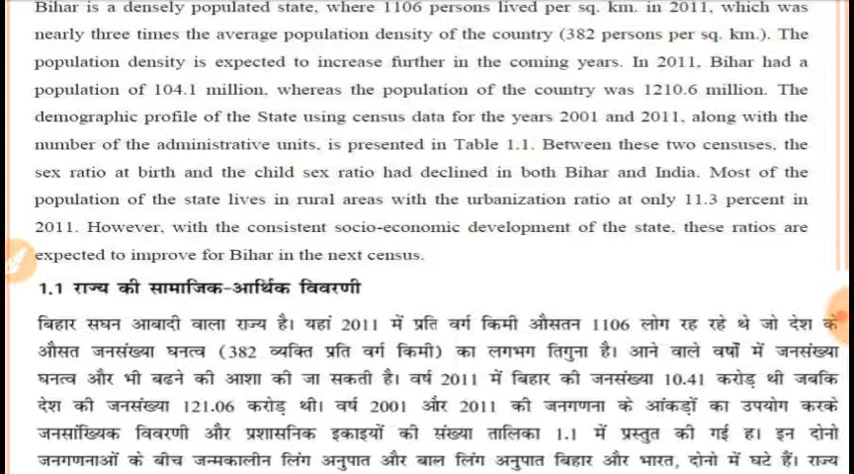 Bihar is a densely populated state, where 1106 persons lived per sq. km. in 2011, which was
nearly three times the average population density of the country (382 persons per sq. km.). The
population density is expected to increase further in the coming years. In 2011, Bihar had a
population of 104.1 million, whereas the population of the country was 1210.6 million. The
demographic profile of the State using census data for the years 2001 and 2011, along with the
number of the administrative units, is presented in Table 1.1. Between these two censuses, the
sex ratio at birth and the child sex ratio had declined in both Bihar and India. Most of the
population of the state lives in rural areas with the urbanization ratio at only 11.3 percent in
2011. However, with the consistent socio-economic development of the state, these ratios are
expected to improve for Bihar in the next census.
1.1 राज्य की सामाजिक-आर्थिक विवरणी
बिहार सघन आबादी वाला राज्य है। यहां 2011 में प्रति वर्ग किमी औसतन 1106 लोग रह रहे थे जो देश के
औसत जनसंख्या घनत्व (382 व्यक्ति प्रति वर्ग किमी) का लगभग तिगुना है। आने वाले वर्षों में जनसंख्या
घनत्व और भी बढने की आशा की जा सकती है। वर्ष 2011 में बिहार की जनसंख्या 10.41 करोड़ थी जबकि
देश की जनसंख्या 121.06 करोड़ थी। वर्ष 2001 और 2011 की जनगणना के आंकड़ों का उपयोग करके
जनसांख्यिक विवरणी और प्रशासनिक इकाइयों की संख्या तालिका 1.1 में प्रस्तुत की गई ह। इन दोनो
जनगणनाओं के बीच जन्मकालीन लिंग अनुपात और बाल लिंग अनुपात बिहार और भारत, दोनो में घटे हैं। राज्य